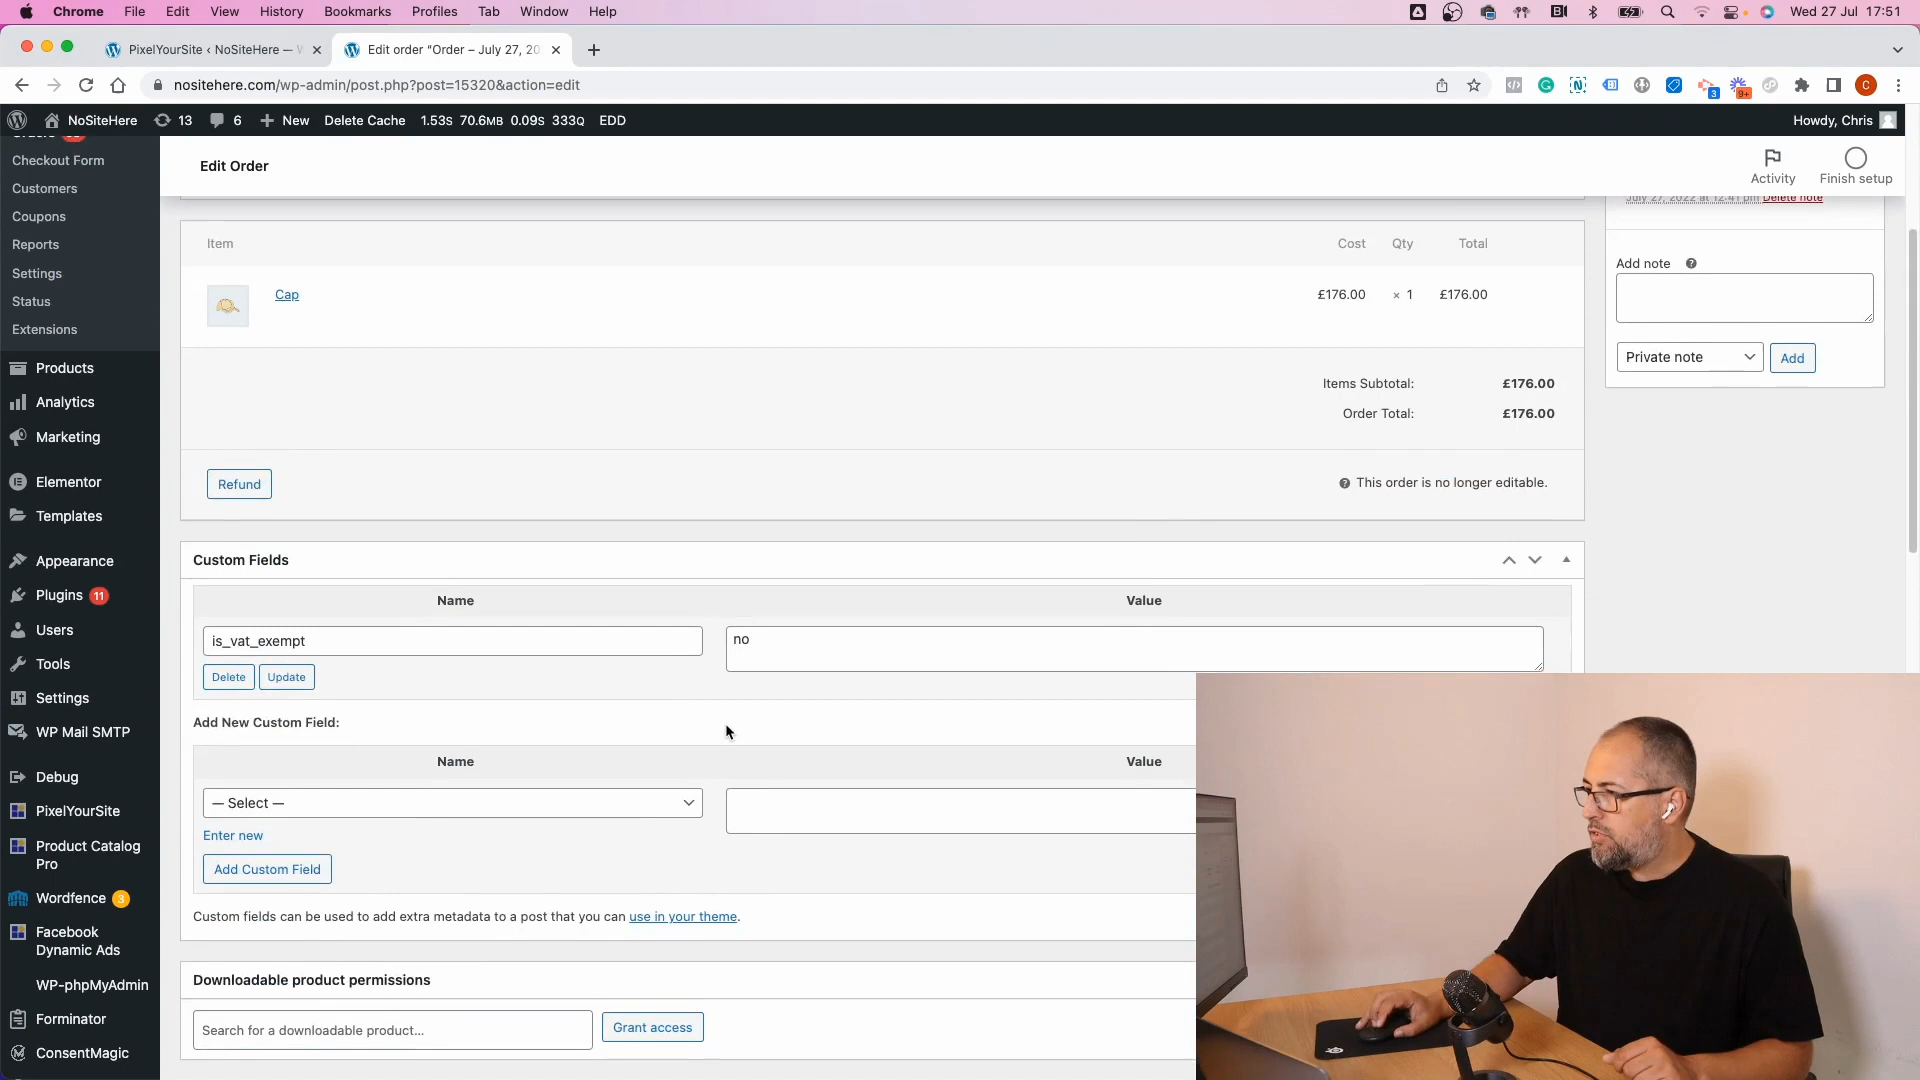 Chrome File Edit View History Bookmarks Profiles Tab Window Help
Wed 27 Jul 17:51
PixelYourSite ‹ NoSiteHere —
Edit order "Order – July 27, 20
nositehere.com/wp-admin/post.php?post=15320&action=edit
3
9+
C
NoSiteHere 13 6 New Delete Cache 1.53S 70.6MB 0.09S 333Q EDD
Howdy, Chris
Checkout Form
Customers
Coupons
Reports
Settings
Status
Extensions
Products
Analytics
Marketing
Elementor
Templates
Appearance
Plugins 11
Users
Tools
Settings
WP Mail SMTP
Debug
PixelYourSite
Product Catalog
Pro
Wordfence 3
Facebook
Dynamic Ads
WP-phpMyAdmin
Forminator
ConsentMagic
Edit Order
Activity
Finish setup
July 27, 2022 at 12:41 pm Delete note
Item Cost Qty Total
Cap £176.00 × 1 £176.00
Items Subtotal: £176.00
Order Total: £176.00
Refund
This order is no longer editable.
Add note
Private note
Add
Custom Fields
Name Value
is_vat_exempt no
Delete Update
Add New Custom Field:
Name Value
— Select —
Enter new
Add Custom Field
Custom fields can be used to add extra metadata to a post that you can use in your theme.
Downloadable product permissions
Search for a downloadable product…
Grant access